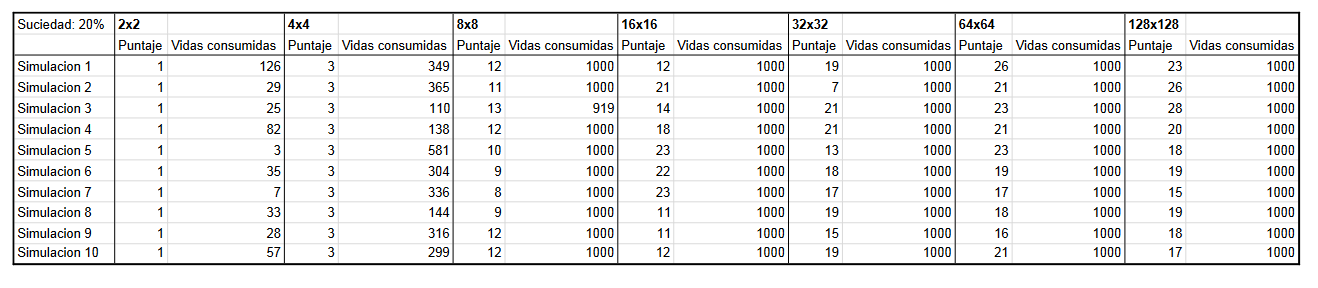 Suciedad: 20% 2x2 4x4 8x8 16x16 32x32 64x64 128x128
Puntaje Vidas consumidas Puntaje Vidas consumidas Puntaje Vidas consumidas Puntaje Vidas consumidas Puntaje Vidas consumidas Puntaje Vidas consumidas Puntaje Vidas consumidas
Simulacion 1 1 126 3 349 12 1000 12 1000 19 1000 26 1000 23 1000
Simulacion 2 1 29 3 365 11 1000 21 1000 7 1000 21 1000 26 1000
Simulacion 3 1 25 3 110 13 919 14 1000 21 1000 23 1000 28 1000
Simulacion 4 1 82 3 138 12 1000 18 1000 21 1000 21 1000 20 1000
Simulacion 5 1 3 3 581 10 1000 23 1000 13 1000 23 1000 18 1000
Simulacion 6 1 35 3 304 9 1000 22 1000 18 1000 19 1000 19 1000
Simulacion 7 1 7 3 336 8 1000 23 1000 17 1000 17 1000 15 1000
Simulacion 8 1 33 3 144 9 1000 11 1000 19 1000 18 1000 19 1000
Simulacion 9 1 28 3 316 12 1000 11 1000 15 1000 16 1000 18 1000
Simulacion 10 1 57 3 299 12 1000 12 1000 19 1000 21 1000 17 1000